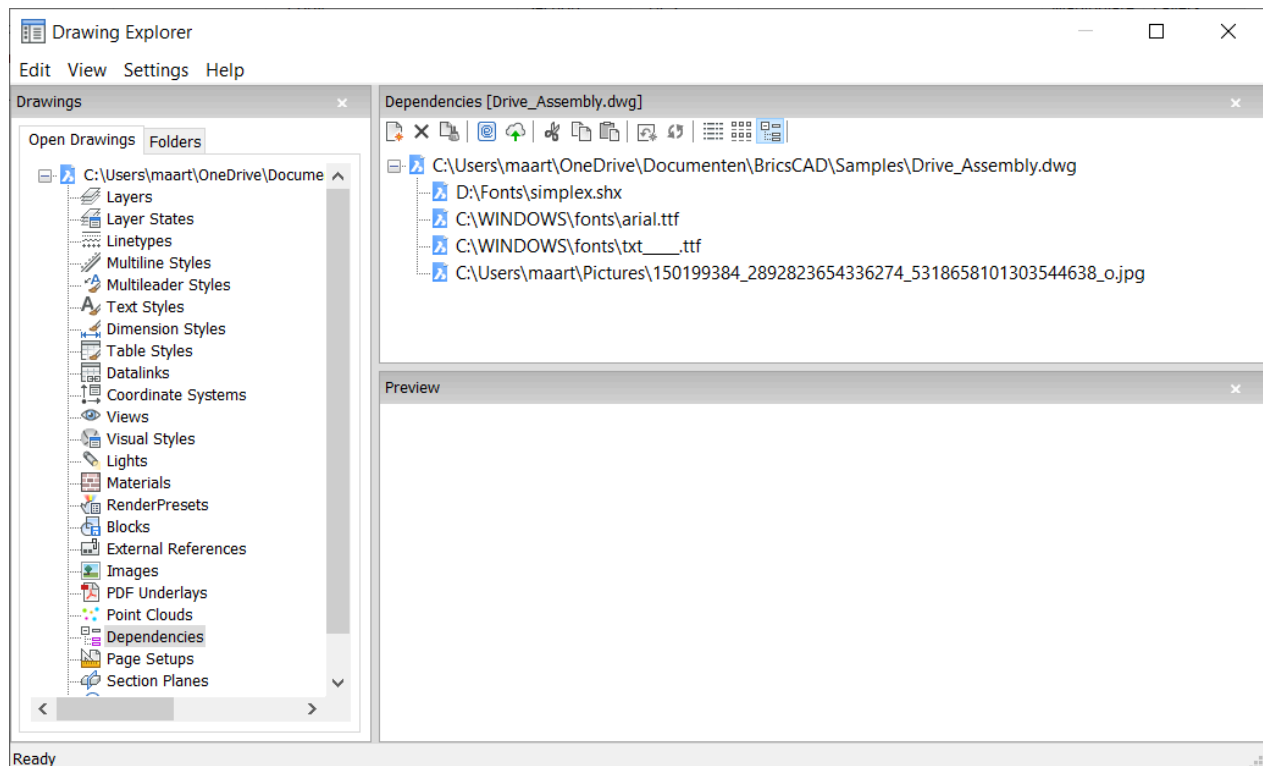 Drawing Explorer
Edit View Settings Help
Drawings
Open Drawings Folders
C:\Users\maart\OneDrive\Docume
Layers
Layer States
Linetypes
Multiline Styles
Multileader Styles
Text Styles
Dimension Styles
Table Styles
Datalinks
Coordinate Systems
Views
Visual Styles
Lights
Materials
RenderPresets
Blocks
External References
Images
PDF Underlays
Point Clouds
Dependencies
Page Setups
Section Planes
Dependencies [Drive_Assembly.dwg]
C:\Users\maart\OneDrive\Documenten\BricsCAD\Samples\Drive_Assembly.dwg
D:\Fonts\simplex.shx
C:\WINDOWS\fonts\arial.ttf
C:\WINDOWS\fonts\txt____.ttf
C:\Users\maart\Pictures\150199384_2892823654336274_5318658101303544638_o.jpg
Preview
Ready